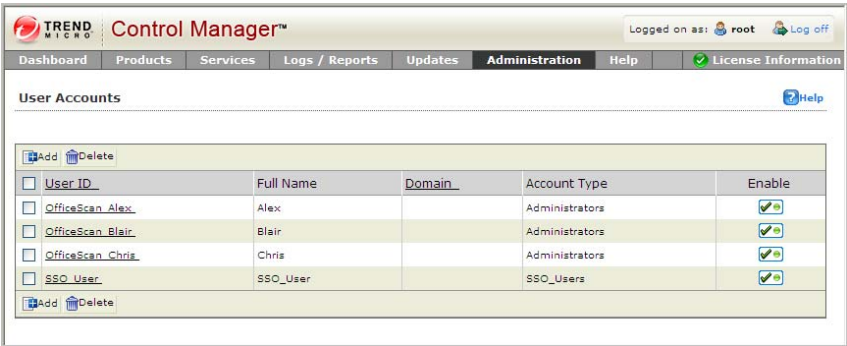 TREND MICRO Control Manager™ Logged on as: root Log off
Dashboard Products Services Logs / Reports Updates Administration Help License Information
User Accounts Help
Add Delete
User ID Full Name Domain Account Type Enable
OfficeScan_Alex Alex Administrators
OfficeScan_Blair Blair Administrators
OfficeScan_Chris Chris Administrators
SSO_User SSO_User SSO_Users
Add Delete